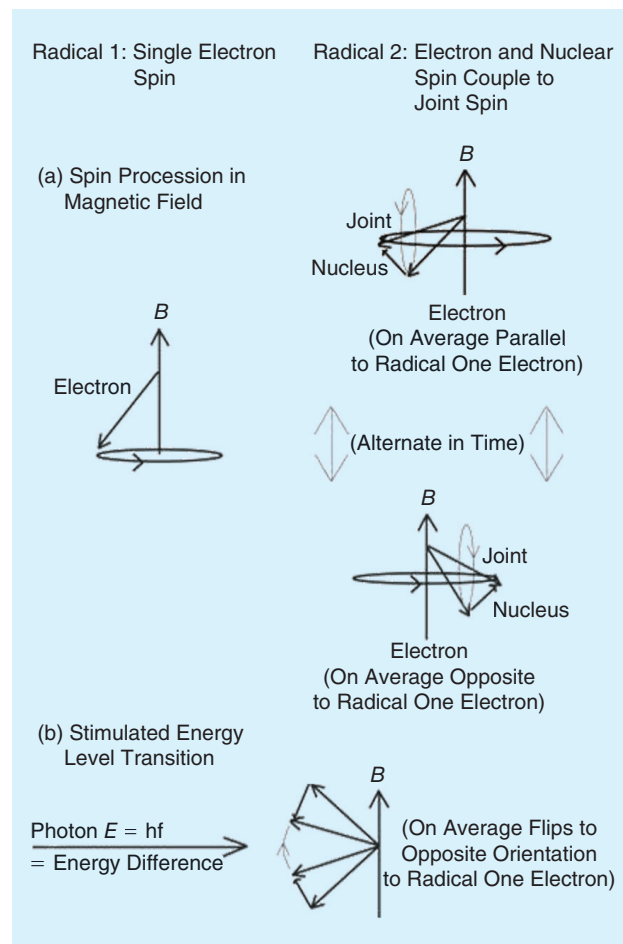 Radical 1: Single Electron
Spin
Radical 2: Electron and Nuclear
Spin Couple to
Joint Spin
(a) Spin Procession in
Magnetic Field
B
Joint
Nucleus
Electron
(On Average Parallel
to Radical One Electron)
B
Electron
(Alternate in Time)
B
Joint
Nucleus
Electron
(On Average Opposite
to Radical One Electron)
(b) Stimulated Energy
Level Transition
Photon E = hf
= Energy Difference
B
(On Average Flips to
Opposite Orientation
to Radical One Electron)